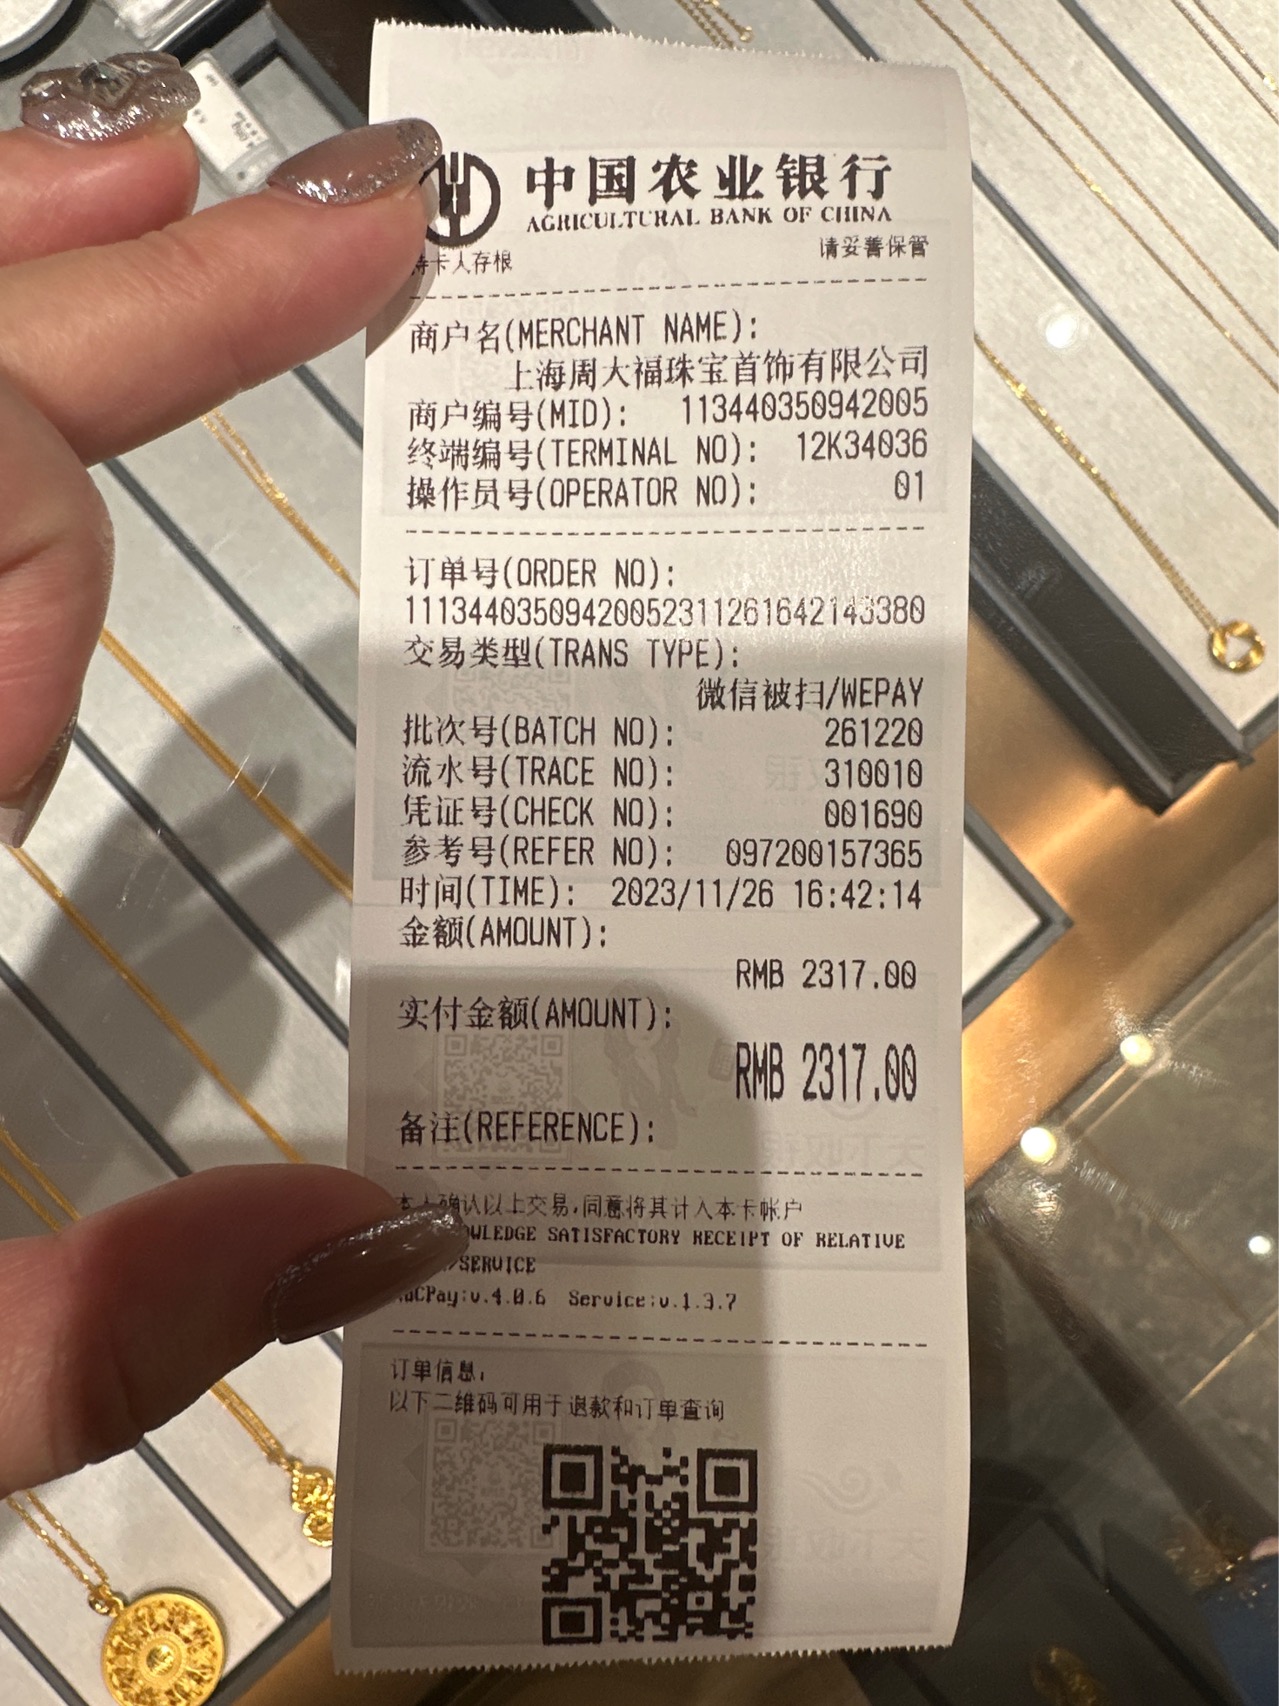 中国农业银行
AGRICULTURAL BANK OF CHINA
持卡人存根 请妥善保管
商户名(MERCHANT NAME):
上海周大福珠宝首饰有限公司
商户编号(MID): 113440350942005
终端编号(TERMINAL NO): 12K34036
操作员号(OPERATOR NO): 01
订单号(ORDER NO):
11134403509420052311261642143380
交易类型(TRANS TYPE):
微信被扫/WEPAY
批次号(BATCH NO): 261220
流水号(TRACE NO): 310010
凭证号(CHECK NO): 001690
参考号(REFER NO): 097200157365
时间(TIME): 2023/11/26 16:42:14
金额(AMOUNT):
RMB 2317.00
实付金额(AMOUNT):
RMB 2317.00
备注(REFERENCE):
本人确认以上交易,同意将其计入本卡帐户
SATISFACTORY RECEIPT OF RELATIVE
/SERVICE
Service:v.1.3.7
订单信息:
以下二维码可用于退款和订单查询